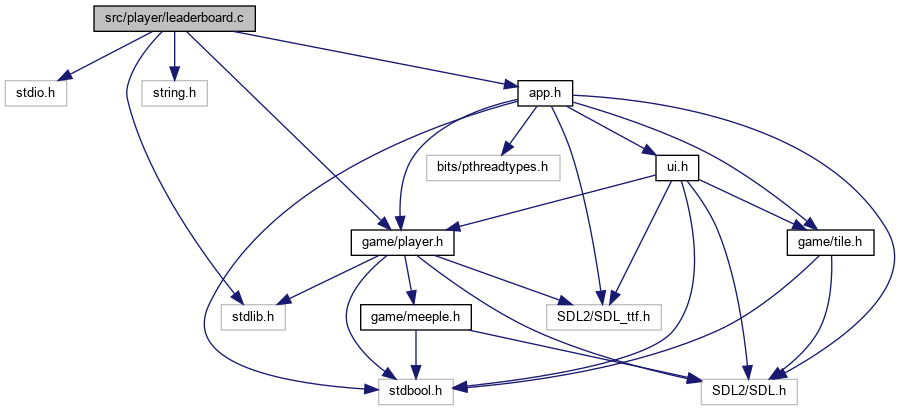 src/player/leaderboard.c
stdio.h
string.h
app.h
bits/pthreadtypes.h
ui.h
game/player.h
game/tile.h
stdlib.h
game/meeple.h
SDL2/SDL_ttf.h
stdbool.h
SDL2/SDL.h